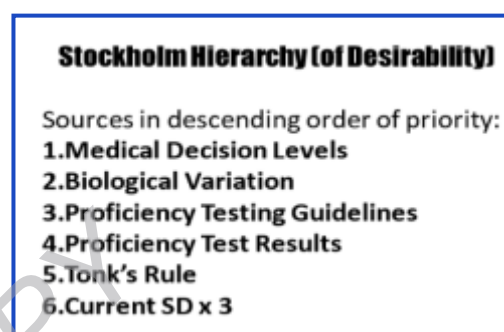 Stockholm Hierarchy (of Desirability)
Sources in descending order of priority:
1.Medical Decision Levels
2.Biological Variation
3.Proficiency Testing Guidelines
4.Proficiency Test Results
5.Tonk's Rule
6.Current SD x 3